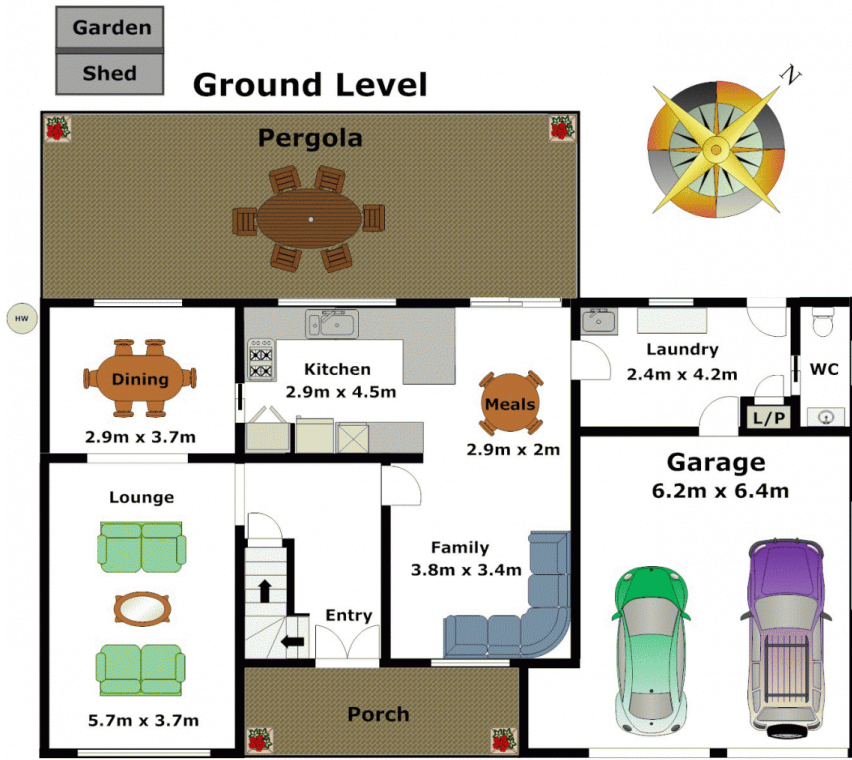 Garden
Shed
Ground Level
N
Pergola
HW
Dining
2.9m x 3.7m
Kitchen
2.9m x 4.5m
Meals
2.9m x 2m
Laundry
2.4m x 4.2m
WC
L/P
Garage
6.2m x 6.4m
Lounge
5.7m x 3.7m
Family
3.8m x 3.4m
Entry
Porch